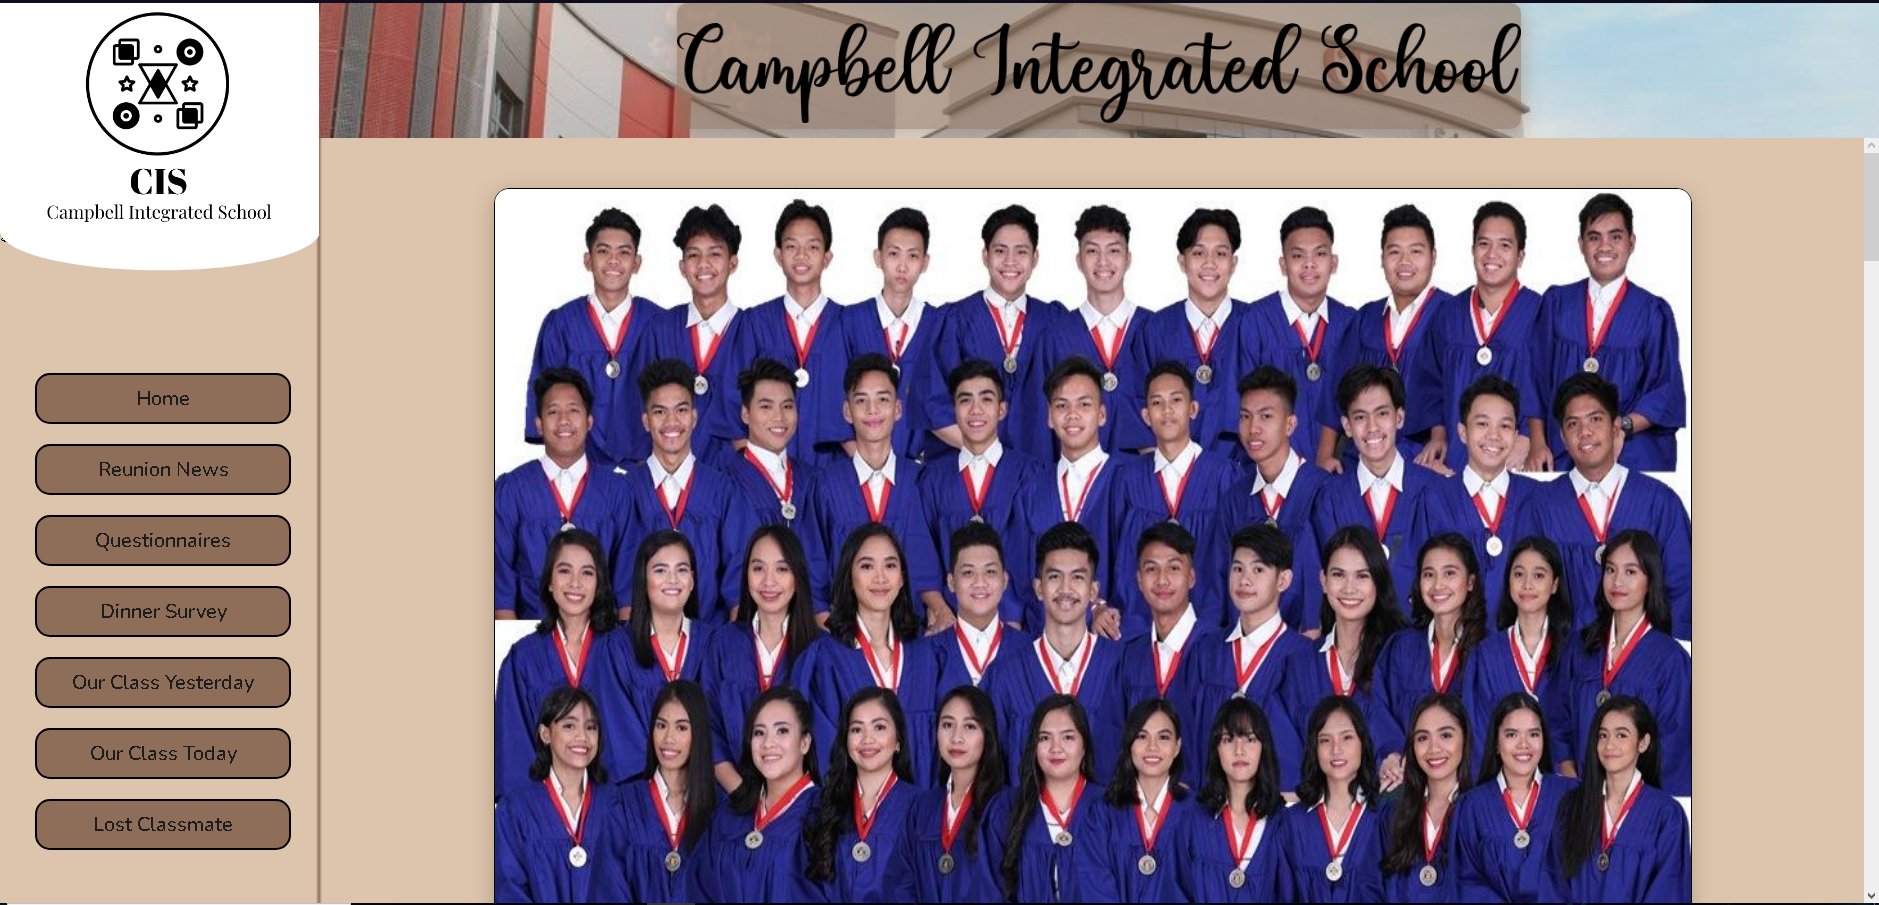 CIS
Campbell Integrated School
Campbell Integrated School
Home
Reunion News
Questionnaires
Dinner Survey
Our Class Yesterday
Our Class Today
Lost Classmate